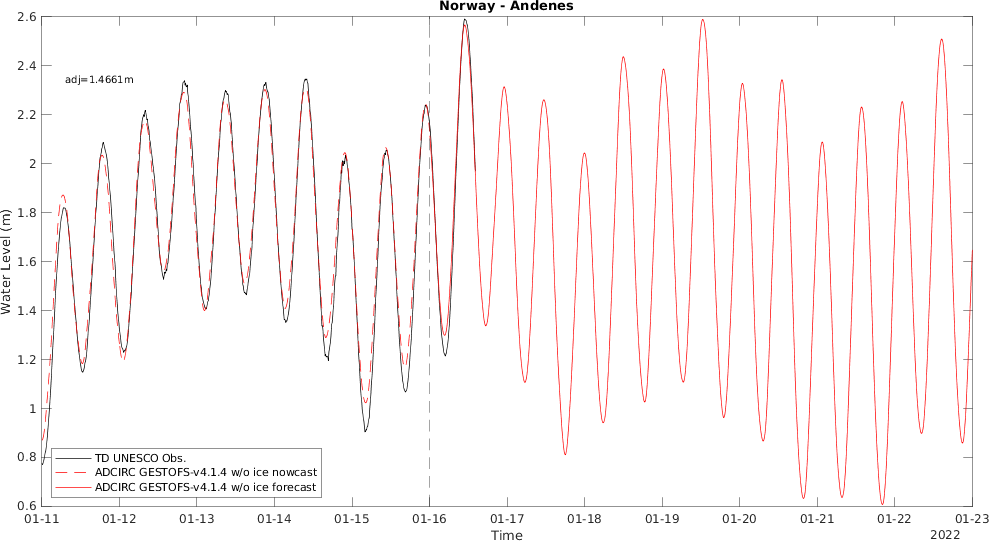 Norway - Andenes
2.6
2.4
adj=1.4661m
2.2
2
1.8
1.6
1.4
1.2
1
0.8
0.6
Water Level (m)
TD UNESCO Obs.
ADCIRC GESTOFS-v4.1.4 w/o ice nowcast
ADCIRC GESTOFS-v4.1.4 w/o ice forecast
01-11 01-12 01-13 01-14 01-15 01-16 01-17 01-18 01-19 01-20 01-21 01-22 01-23
Time
2022